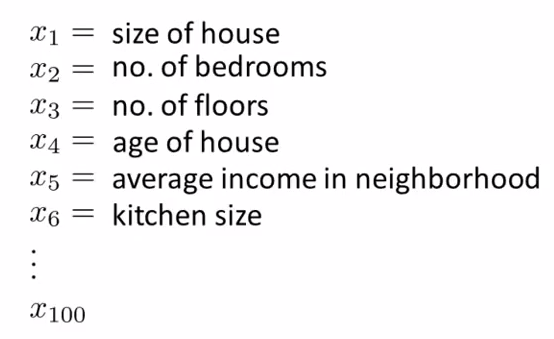 x₁ = size of house
x₂ = no. of bedrooms
x₃ = no. of floors
x₄ = age of house
x₅ = average income in neighborhood
x₆ = kitchen size
⋮
x₁₀₀